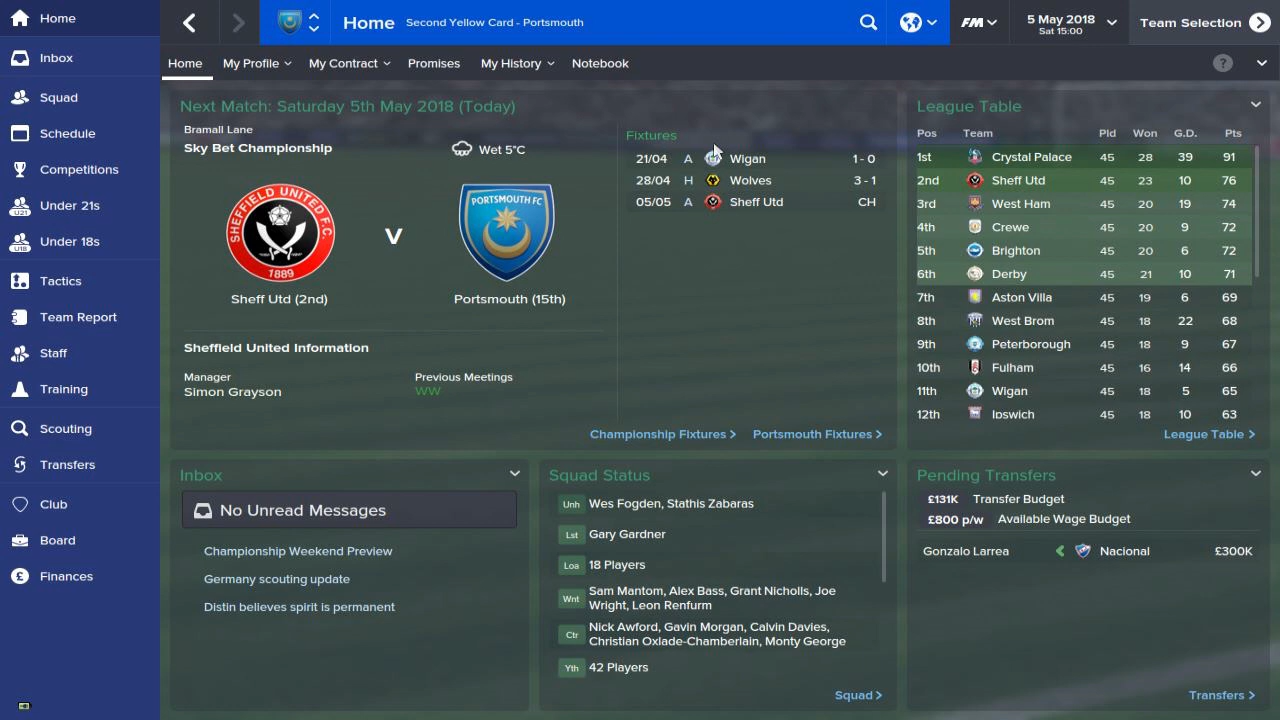 Home
Inbox
Squad
Schedule
Competitions
U21
Under 21s
U18
Under 18s
Tactics
Team Report
Staff
Training
Scouting
Transfers
Club
Board
£ Finances
Home Second Yellow Card - Portsmouth
FM
5 May 2018
Sat 15:00
Team Selection
Home My Profile My Contract Promises My History Notebook ?
Next Match: Saturday 5th May 2018 (Today)
Bramall Lane
Sky Bet Championship
Wet 5°C
SHEFFIELD UNITED F.C.
1889
V
PORTSMOUTH FC
Sheff Utd (2nd)
Portsmouth (15th)
Sheffield United Information
Manager
Simon Grayson
Previous Meetings
WW
Fixtures
21/04 A Wigan 1 - 0
28/04 H Wolves 3 - 1
05/05 A Sheff Utd CH
Championship Fixtures >
Portsmouth Fixtures >
League Table
Pos Team Pld Won G.D. Pts
1st Crystal Palace 45 28 39 91
2nd Sheff Utd 45 23 10 76
3rd West Ham 45 20 19 74
4th Crewe 45 20 9 72
5th Brighton 45 20 6 72
6th Derby 45 21 10 71
7th Aston Villa 45 19 6 69
8th West Brom 45 18 22 68
9th Peterborough 45 18 9 67
10th Fulham 45 16 14 66
11th Wigan 45 18 5 65
12th Ipswich 45 18 10 63
League Table >
Inbox
No Unread Messages
Championship Weekend Preview
Germany scouting update
Distin believes spirit is permanent
Squad Status
Unh Wes Fogden, Stathis Zabaras
Lst Gary Gardner
Loa 18 Players
Wnt Sam Mantom, Alex Bass, Grant Nicholls, Joe
Wright, Leon Renfurm
Ctr Nick Awford, Gavin Morgan, Calvin Davies,
Christian Oxlade-Chamberlain, Monty George
Yth 42 Players
Squad >
Pending Transfers
£131K Transfer Budget
£800 p/w Available Wage Budget
Gonzalo Larrea Nacional £300K
Transfers >